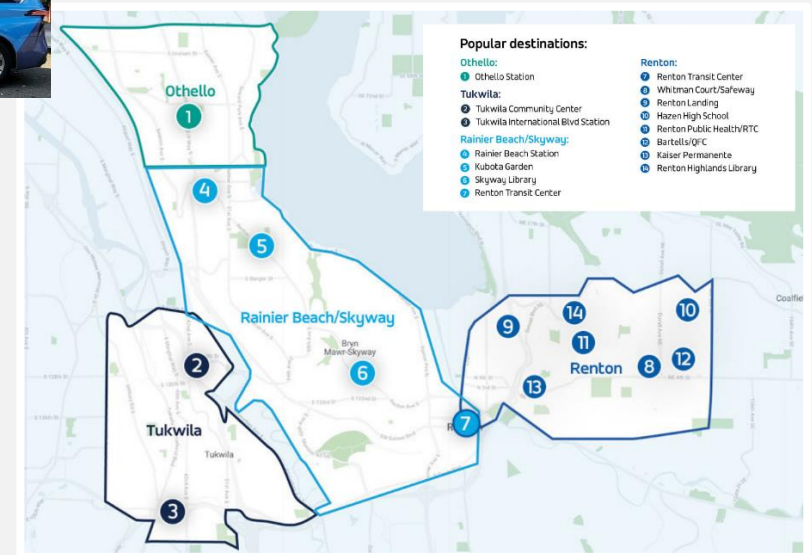 Popular destinations:
Othello:
1 Othello Station
Tukwila:
2 Tukwila Community Center
3 Tukwila International Blvd Station
Rainier Beach/Skyway:
4 Rainier Beach Station
5 Kubota Garden
6 Skyway Library
7 Renton Transit Center
Renton:
7 Renton Transit Center
8 Whitman Court/Safeway
9 Renton Landing
10 Hazen High School
11 Renton Public Health/RTC
12 Bartells/QFC
13 Kaiser Permanente
14 Renton Highlands Library
Othello
1
4
5
Rainier Beach/Skyway
Bryn
Mawr-Skyway
6
2
Tukwila
Tukwila
3
7
R
9
14
10
11
Renton
8
12
13
Coalfie